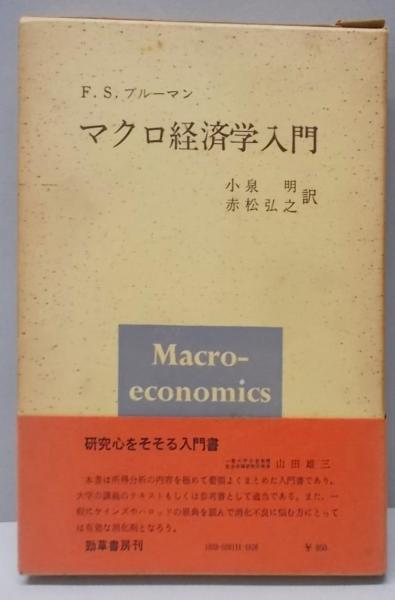 F. S. ブルーマン
マクロ経済学入門
小泉 明
赤松弘之 訳
Macro-
economics
研究心をそそる入門書
山田雄三
本書は所得分析の内容を極めて要領よくまとめた入門書であり、
大学の講義のテキストもしくは参考書として適当である。また、一
般にケインズやハロッドの原典を読んで消化不良に悩む方にとって
は有効な消化剤となろう。
勁草書房刊
￥850